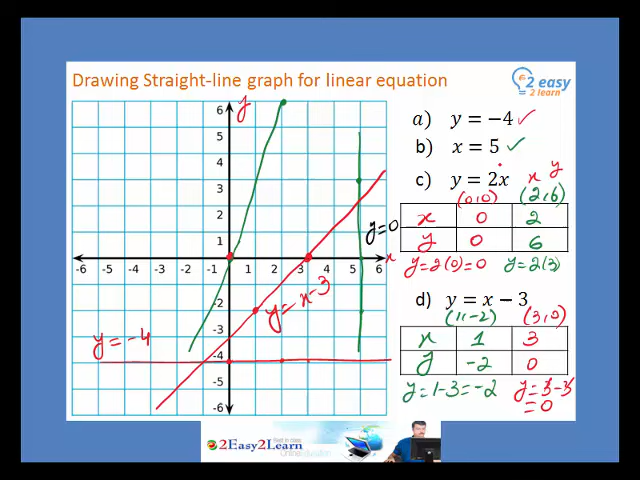 Drawing Straight-line graph for linear equation
2 easy
2 learn
a) y = −4 ✓
b) x = 5 ✓
c) y = 2x
x y
(0,0) (2,6)
x 0 2
y 0 6
y=2(0)=0 y=2(3)
d) y = x − 3
(1,-2) (3,0)
x 1 3
y -2 0
y=1-3=-2 y=3-3
=0
y
6
5
4
3
2
1
y=0
x
-6 -5 -4 -3 -2 -1 0 1 2 3 4 5 6
-2
-3
-4
-5
-6
y=x-3
y=-4
2Easy2Learn